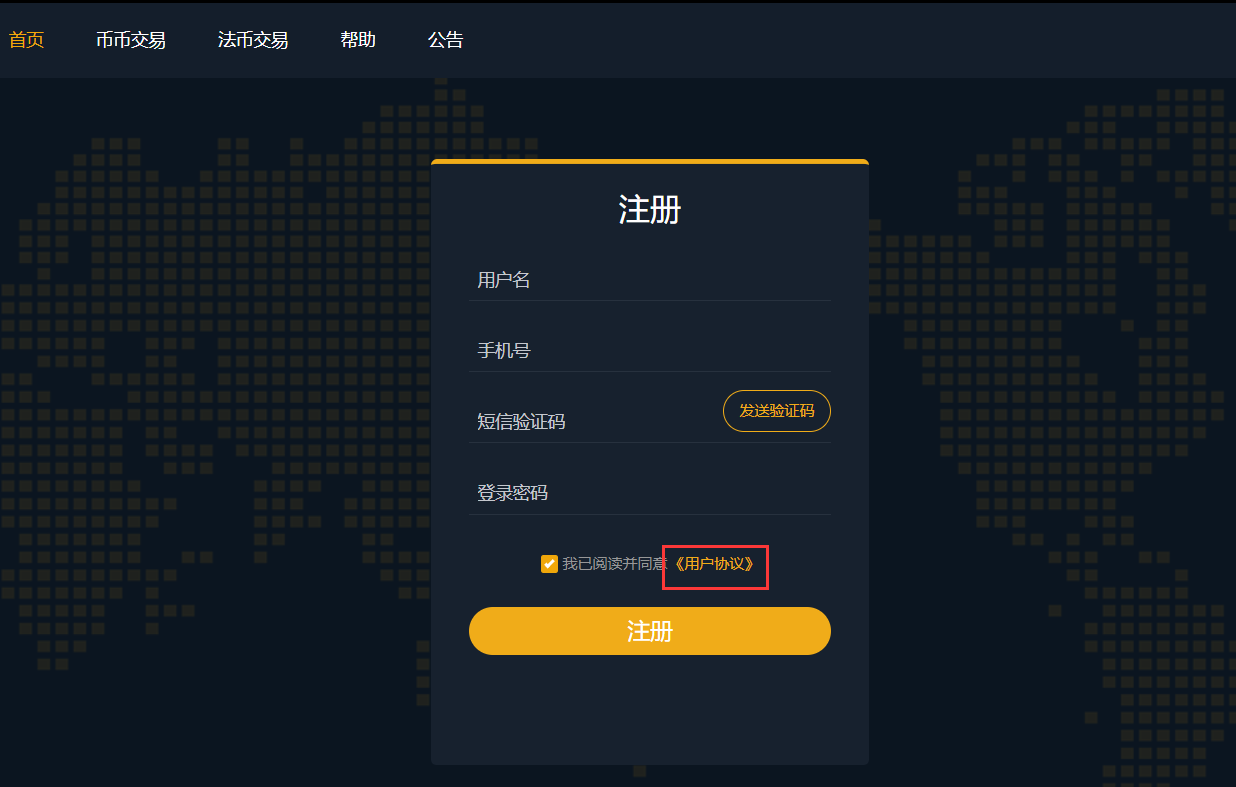 首页 币币交易 法币交易 帮助 公告
注册
用户名
手机号
短信验证码 发送验证码
登录密码
我已阅读并同意《用户协议》
注册